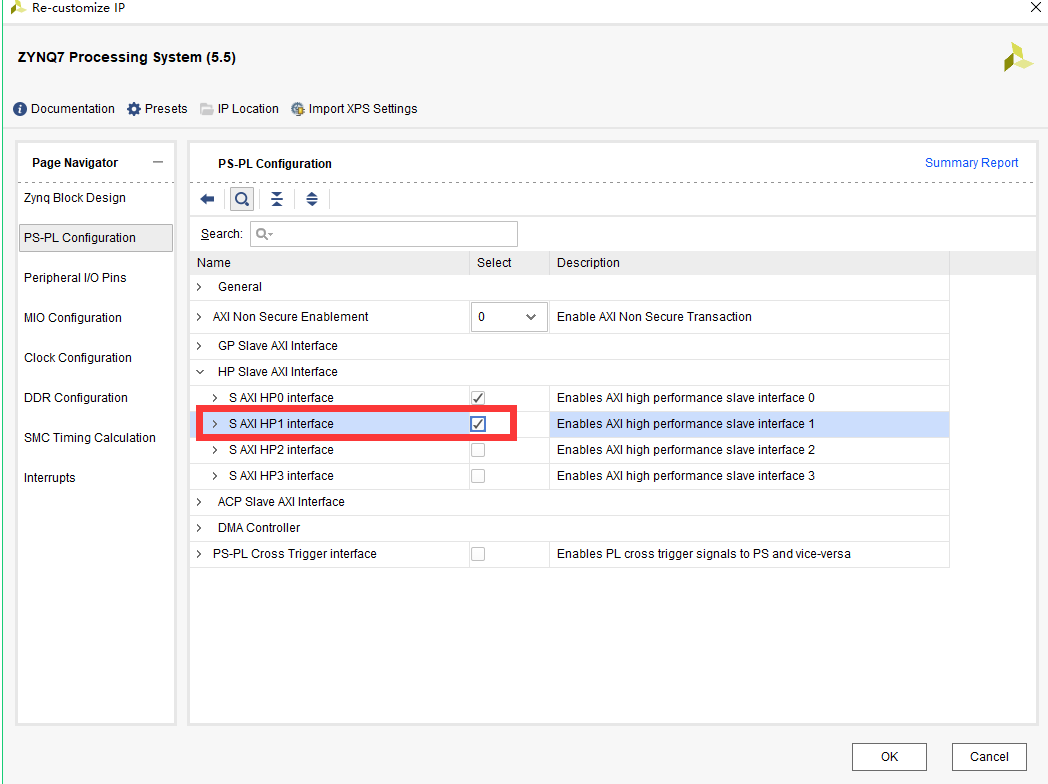 Re-customize IP
ZYNQ7 Processing System (5.5)
Documentation Presets IP Location Import XPS Settings
Page Navigator
Zynq Block Design
PS-PL Configuration
Peripheral I/O Pins
MIO Configuration
Clock Configuration
DDR Configuration
SMC Timing Calculation
Interrupts
PS-PL Configuration Summary Report
Search:
Name Select Description
General
AXI Non Secure Enablement 0 Enable AXI Non Secure Transaction
GP Slave AXI Interface
HP Slave AXI Interface
S AXI HP0 interface Enables AXI high performance slave interface 0
S AXI HP1 interface Enables AXI high performance slave interface 1
S AXI HP2 interface Enables AXI high performance slave interface 2
S AXI HP3 interface Enables AXI high performance slave interface 3
ACP Slave AXI Interface
DMA Controller
PS-PL Cross Trigger interface Enables PL cross trigger signals to PS and vice-versa
OK Cancel